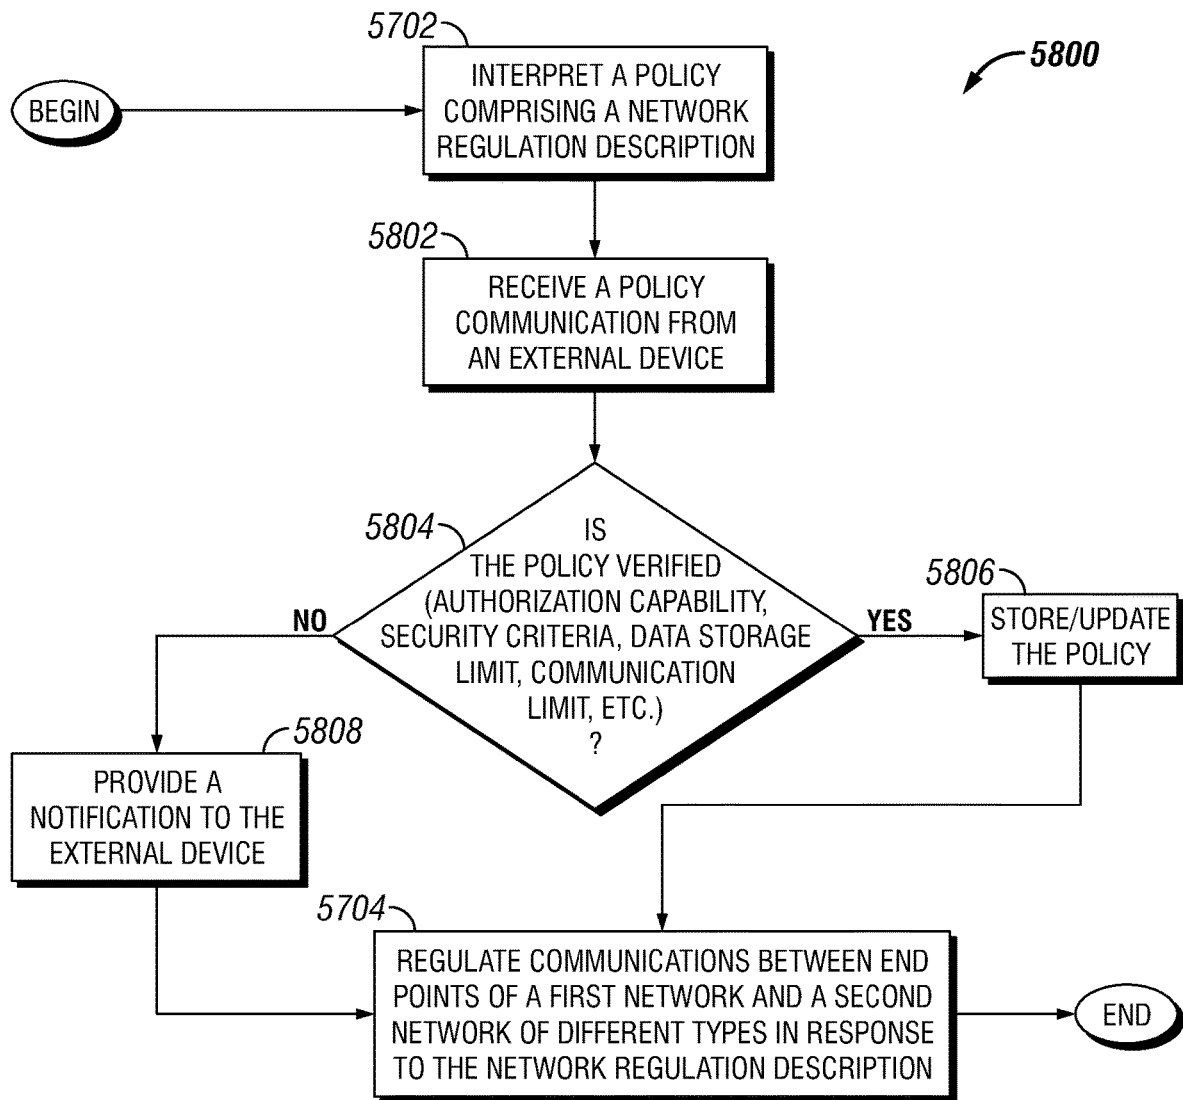 5702
5800
BEGIN
INTERPRET A POLICY
COMPRISING A NETWORK
REGULATION DESCRIPTION
5802
RECEIVE A POLICY
COMMUNICATION FROM
AN EXTERNAL DEVICE
5804
IS
THE POLICY VERIFIED
(AUTHORIZATION CAPABILITY,
SECURITY CRITERIA, DATA STORAGE
LIMIT, COMMUNICATION
LIMIT, ETC.)
?
NO
YES
5806
STORE/UPDATE
THE POLICY
5808
PROVIDE A
NOTIFICATION TO THE
EXTERNAL DEVICE
5704
REGULATE COMMUNICATIONS BETWEEN END
POINTS OF A FIRST NETWORK AND A SECOND
NETWORK OF DIFFERENT TYPES IN RESPONSE
TO THE NETWORK REGULATION DESCRIPTION
END